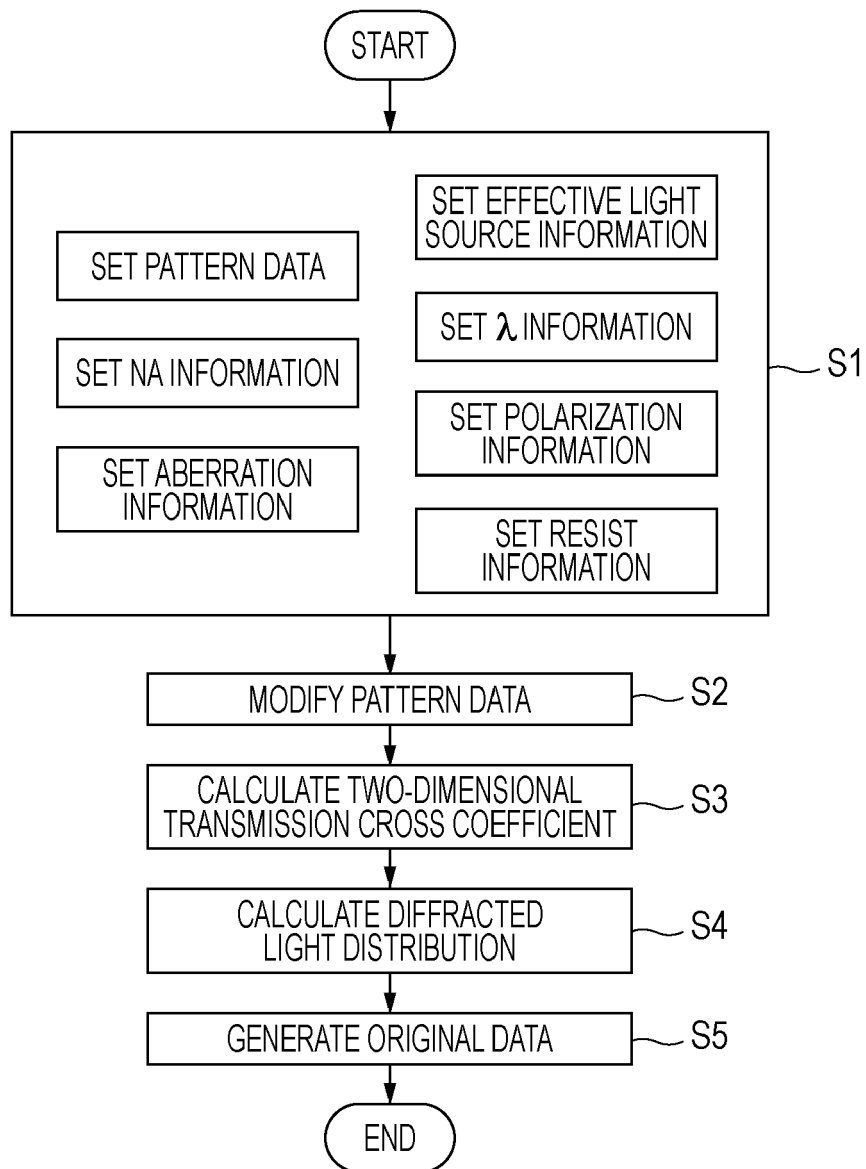 START
SET PATTERN DATA
SET NA INFORMATION
SET ABERRATION
INFORMATION
SET EFFECTIVE LIGHT
SOURCE INFORMATION
SET λ INFORMATION
SET POLARIZATION
INFORMATION
SET RESIST
INFORMATION
S1
MODIFY PATTERN DATA
S2
CALCULATE TWO-DIMENSIONAL
TRANSMISSION CROSS COEFFICIENT
S3
CALCULATE DIFFRACTED
LIGHT DISTRIBUTION
S4
GENERATE ORIGINAL DATA
S5
END